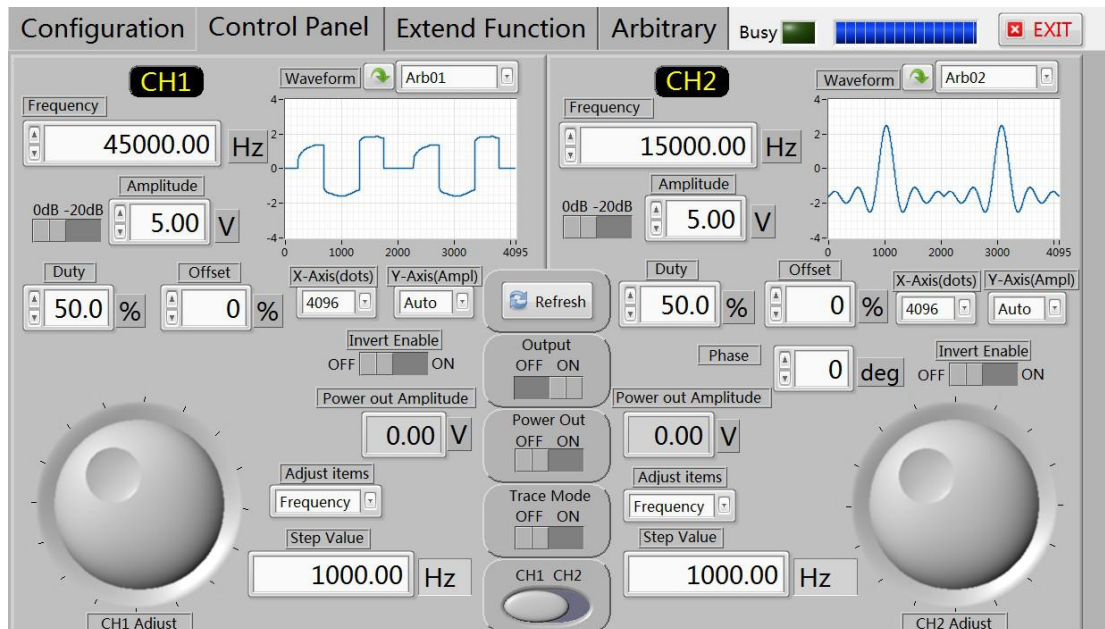 Configuration Control Panel Extend Function Arbitrary Busy EXIT
CH1
Waveform Arb01
Frequency
45000.00 Hz
Amplitude
0dB -20dB
5.00 V
4
2
0
-2
-4
0 1000 2000 3000 4095
Duty
50.0 %
Offset
0 %
X-Axis(dots)
4096
Y-Axis(Ampl)
Auto
Invert Enable
OFF ON
Power out Amplitude
0.00 V
Adjust items
Frequency
Step Value
1000.00 Hz
CH1 Adjust
Refresh
Output
OFF ON
Power Out
OFF ON
Trace Mode
OFF ON
CH1 CH2
CH2
Waveform Arb02
Frequency
15000.00 Hz
Amplitude
0dB -20dB
5.00 V
4
2
0
-2
-4
0 1000 2000 3000 4095
Duty
50.0 %
Offset
0 %
X-Axis(dots)
4096
Y-Axis(Ampl)
Auto
Phase
0 deg
Invert Enable
OFF ON
Power out Amplitude
0.00 V
Adjust items
Frequency
Step Value
1000.00 Hz
CH2 Adjust